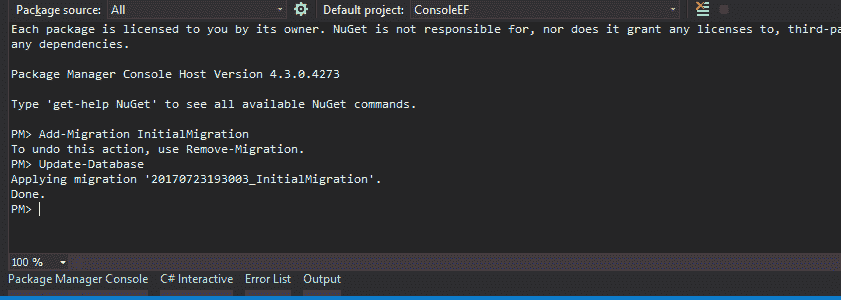 Package source: All Default project: ConsoleEF
Each package is licensed to you by its owner. NuGet is not responsible for, nor does it grant any licenses to, third-pa
any dependencies.
Package Manager Console Host Version 4.3.0.4273
Type 'get-help NuGet' to see all available NuGet commands.
PM> Add-Migration InitialMigration
To undo this action, use Remove-Migration.
PM> Update-Database
Applying migration '20170723193003_InitialMigration'.
Done.
PM>
100 %
Package Manager Console C# Interactive Error List Output